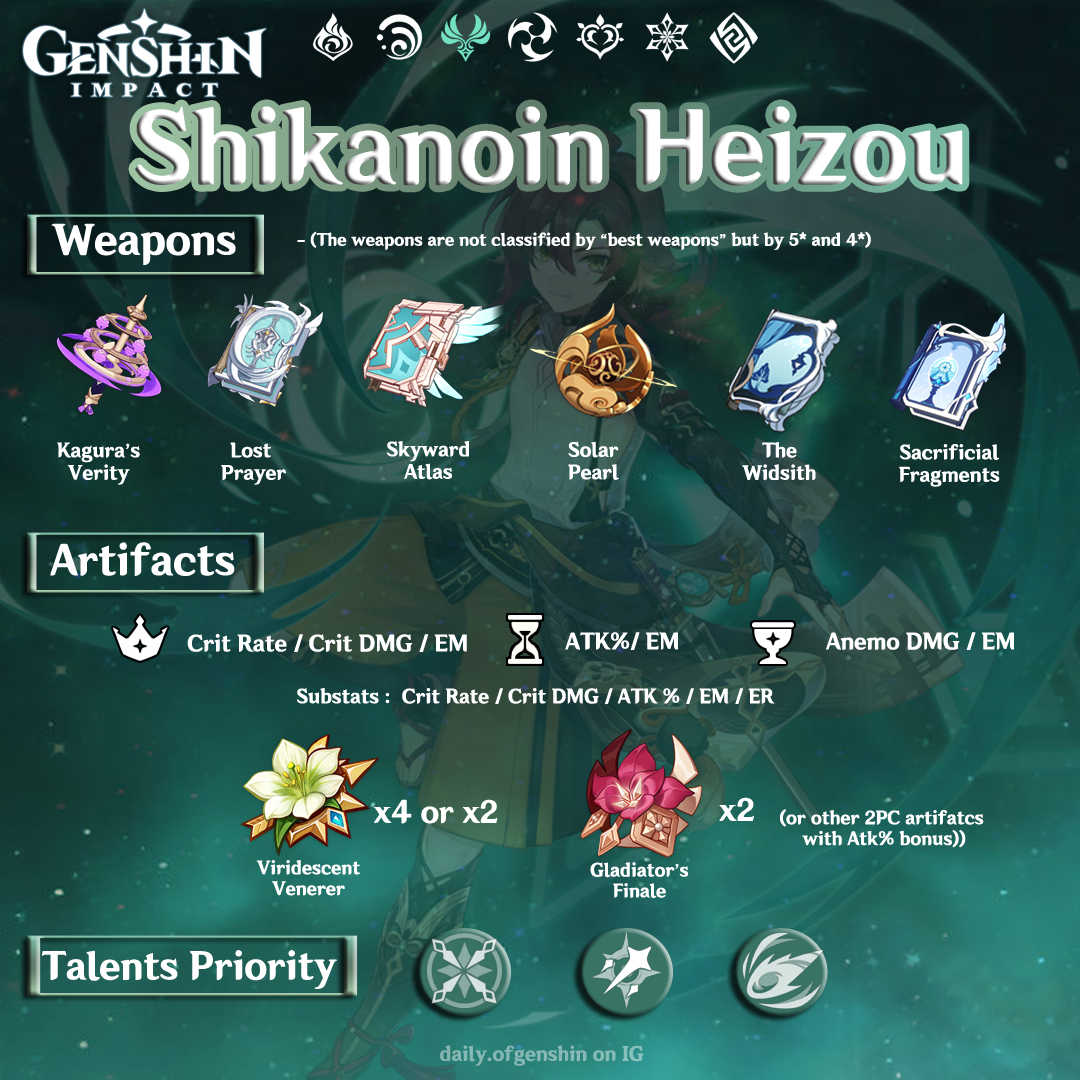 GENSHIN
IMPACT
Shikanoin Heizou
Weapons
- (The weapons are not classified by “best weapons” but by 5* and 4*)
Kagura's
Verity
Lost
Prayer
Skyward
Atlas
Solar
Pearl
The
Widsith
Sacrificial
Fragments
Artifacts
Crit Rate / Crit DMG / EM
ATK%/ EM
Anemo DMG / EM
Substats : Crit Rate / Crit DMG / ATK % / EM / ER
x4 or x2
Viridescent
Venerer
x2
Gladiator's
Finale
(or other 2PC artifatcs
with Atk% bonus))
Talents Priority
daily.ofgenshin on IG